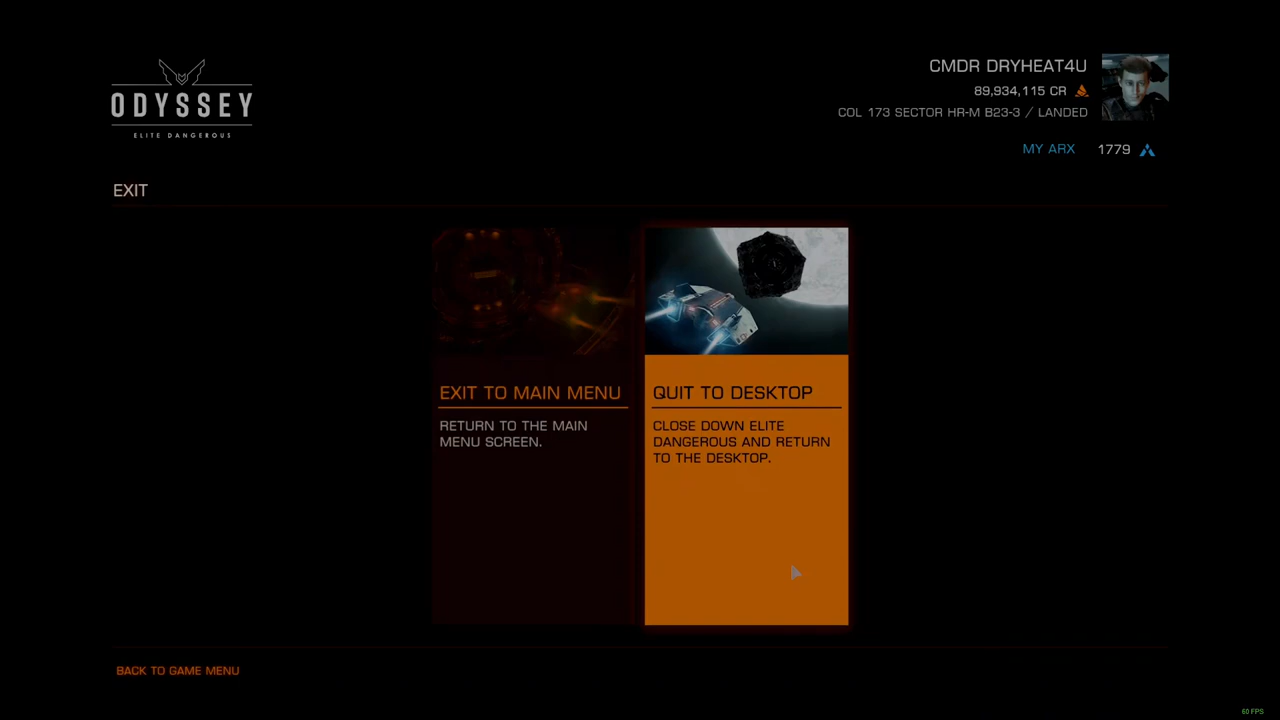 ODYSSEY
ELITE DANGEROUS
CMDR DRYHEAT4U
89,934,115 CR
COL 173 SECTOR HR-M B23-3 / LANDED
MY ARX 1779
EXIT
EXIT TO MAIN MENU
RETURN TO THE MAIN
MENU SCREEN.
QUIT TO DESKTOP
CLOSE DOWN ELITE
DANGEROUS AND RETURN
TO THE DESKTOP.
BACK TO GAME MENU
60 FPS